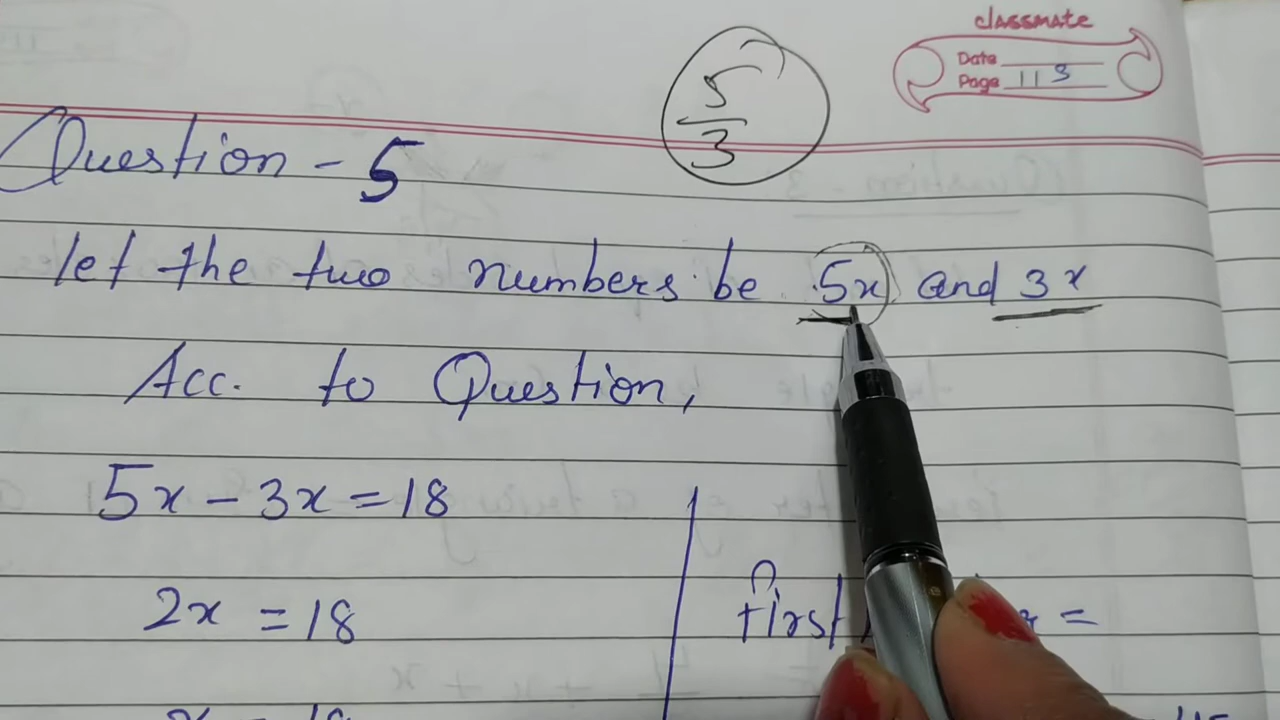 classmate
Date
Page 113
5
3
Question - 5
let the two numbers be 5x and 3x
Acc. to Question,
5x - 3x = 18
2x = 18
First =